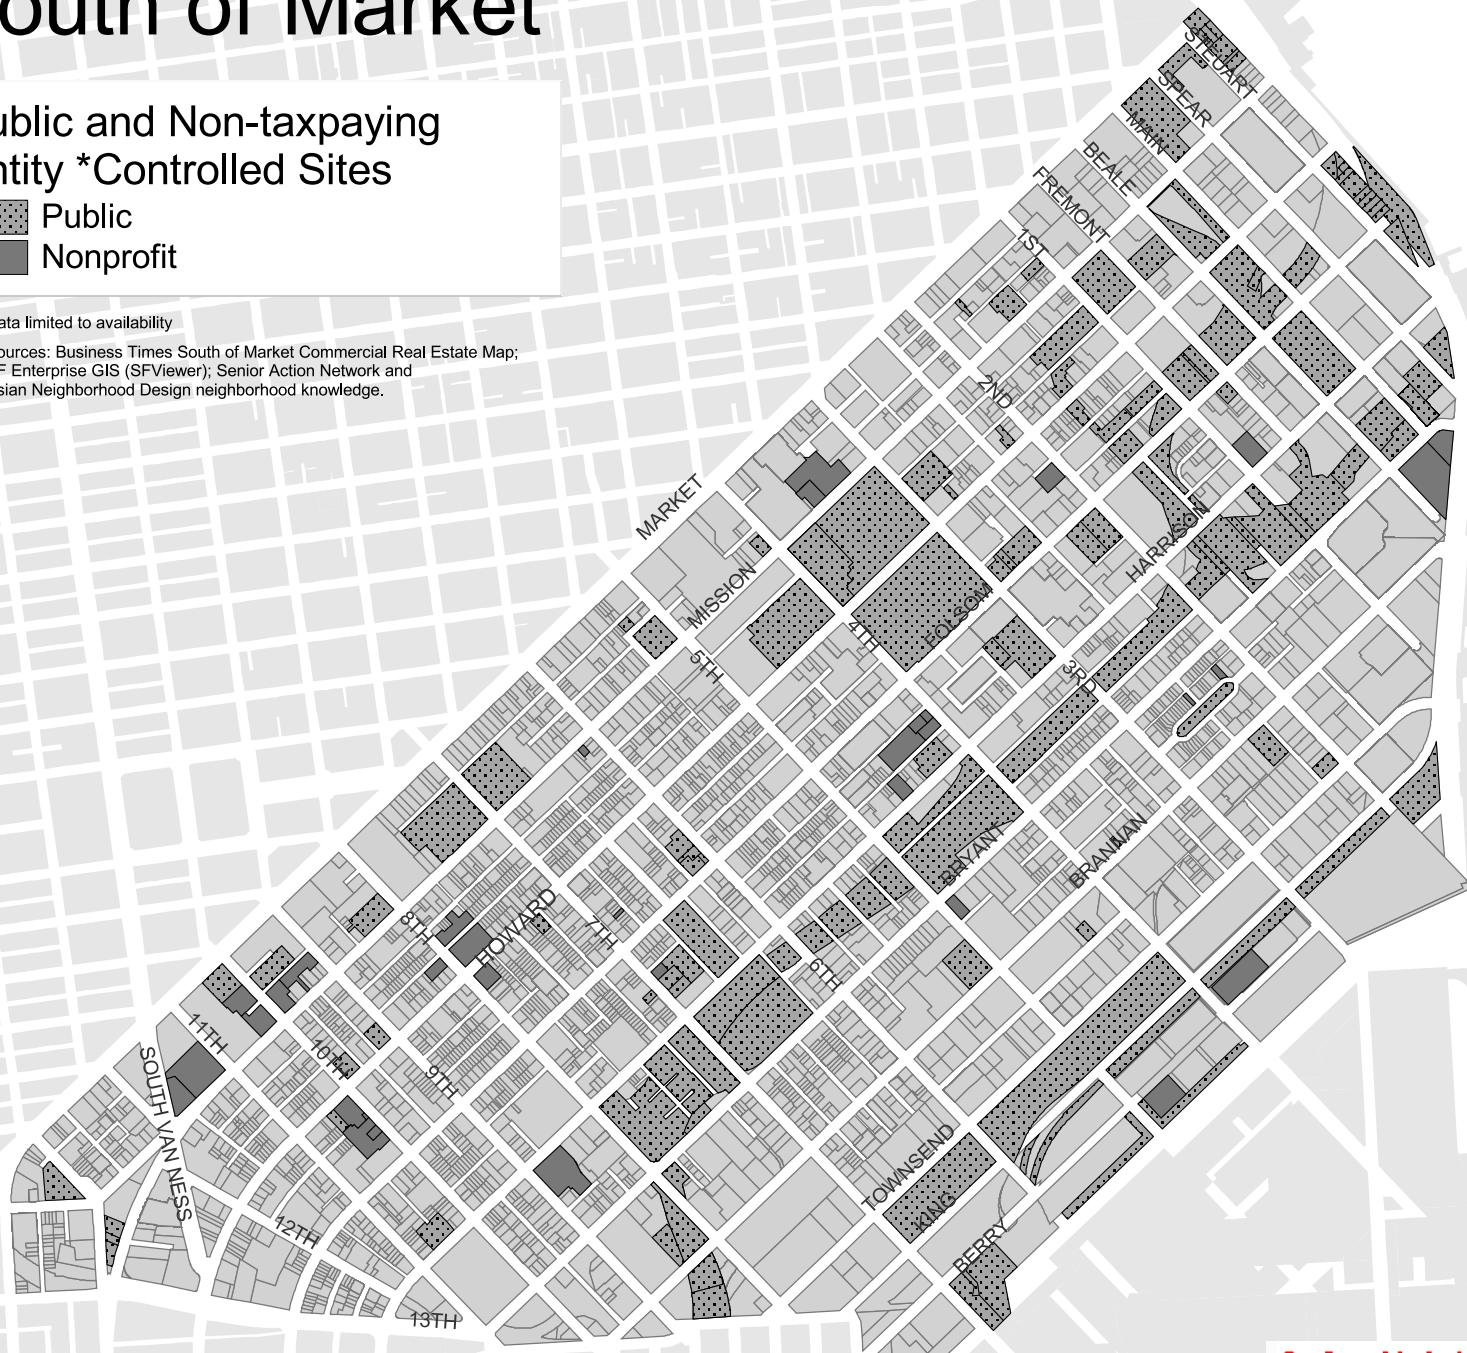 outh of Market
ublic and Non-taxpaying
ntity *Controlled Sites
Public
Nonprofit
ata limited to availability
ources: Business Times South of Market Commercial Real Estate Map;
F Enterprise GIS (SFViewer); Senior Action Network and
sian Neighborhood Design neighborhood knowledge.
STEUART
SPEAR
MAIN
BEALE
FREMONT
1ST
2ND
MARKET
HARRISON
MISSION
FOLSOM
4TH
5TH
3RD
BRYANT
BRANNAN
HOWARD
8TH
7TH
6TH
11TH
10TH
9TH
SOUTH VAN NESS
TOWNSEND
KING
12TH
BERRY
13TH